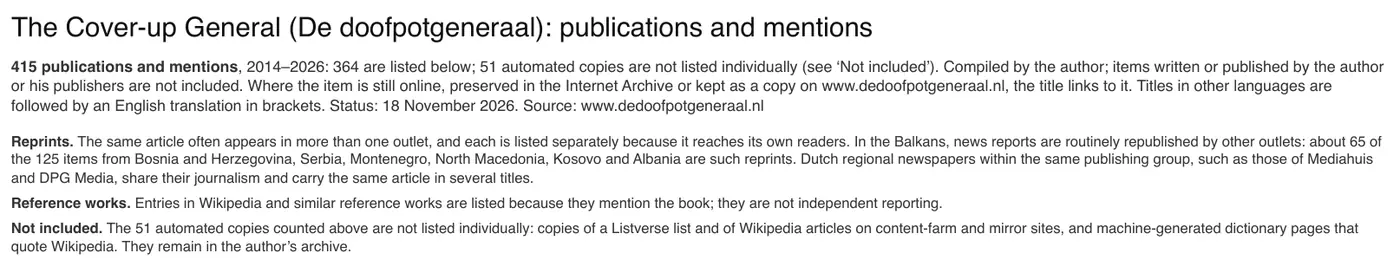 The Cover-up General (De doofpotgeneraal): publications and mentions
415 publications and mentions, 2014–2026: 364 are listed below; 51 automated copies are not listed individually (see ‘Not included’). Compiled by the author; items written or published by the author
or his publishers are not included. Where the item is still online, preserved in the Internet Archive or kept as a copy on www.dedoofpotgeneraal.nl, the title links to it. Titles in other languages are
followed by an English translation in brackets. Status: 18 November 2026. Source: www.dedoofpotgeneraal.nl
Reprints. The same article often appears in more than one outlet, and each is listed separately because it reaches its own readers. In the Balkans, news reports are routinely republished by other outlets: about 65 of
the 125 items from Bosnia and Herzegovina, Serbia, Montenegro, North Macedonia, Kosovo and Albania are such reprints. Dutch regional newspapers within the same publishing group, such as those of Mediahuis
and DPG Media, share their journalism and carry the same article in several titles.
Reference works. Entries in Wikipedia and similar reference works are listed because they mention the book; they are not independent reporting.
Not included. The 51 automated copies counted above are not listed individually: copies of a Listverse list and of Wikipedia articles on content-farm and mirror sites, and machine-generated dictionary pages that
quote Wikipedia. They remain in the author’s archive.